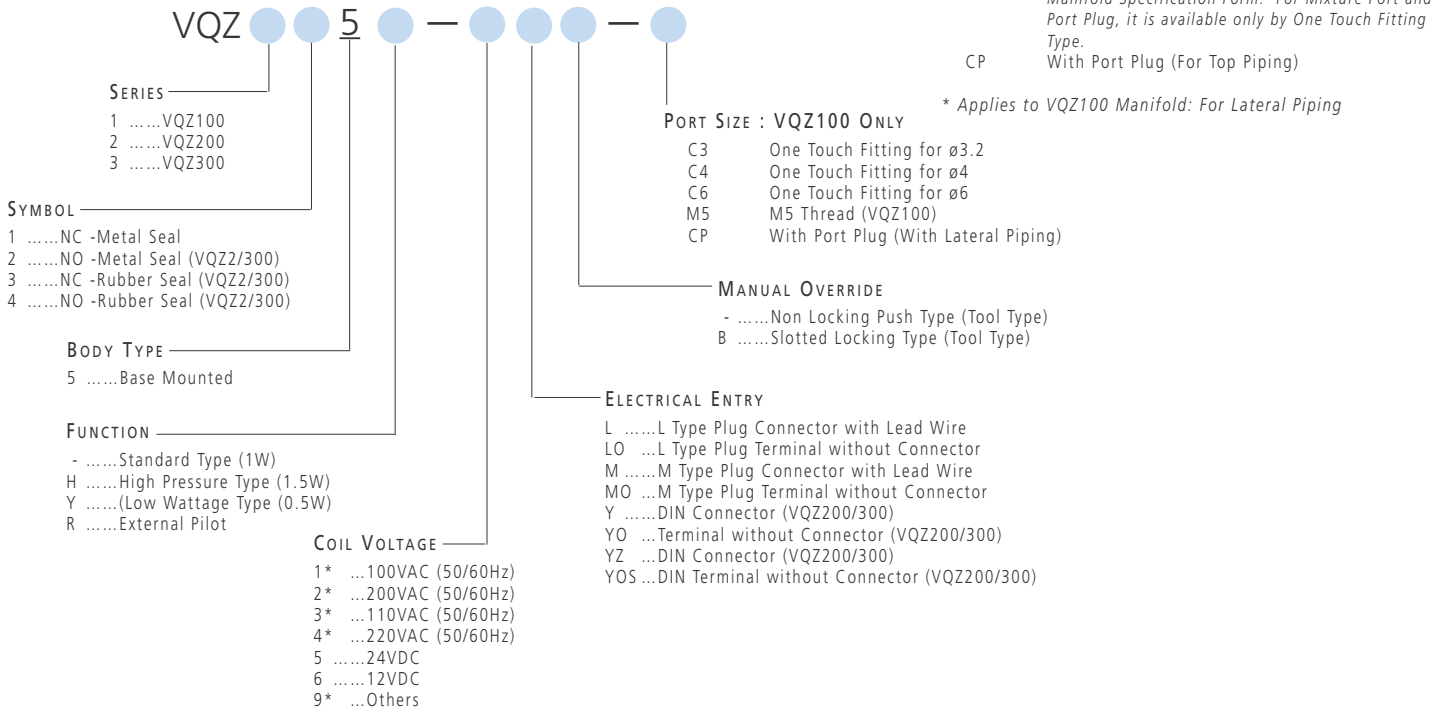 Manifold Specification Form. For Mixture Port and
Port Plug, it is available only by One Touch Fitting
Type.
CP With Port Plug (For Top Piping)
* Applies to VQZ100 Manifold: For Lateral Piping
VQZ 5 — —
SERIES
1 ......VQZ100
2 ......VQZ200
3 ......VQZ300
SYMBOL
1 ......NC -Metal Seal
2 ......NO -Metal Seal (VQZ2/300)
3 ......NC -Rubber Seal (VQZ2/300)
4 ......NO -Rubber Seal (VQZ2/300)
BODY TYPE
5 ......Base Mounted
FUNCTION
- ......Standard Type (1W)
H ......High Pressure Type (1.5W)
Y ......(Low Wattage Type (0.5W)
R ......External Pilot
COIL VOLTAGE
1* ...100VAC (50/60Hz)
2* ...200VAC (50/60Hz)
3* ...110VAC (50/60Hz)
4* ...220VAC (50/60Hz)
5 ......24VDC
6 ......12VDC
9* ...Others
ELECTRICAL ENTRY
L ......L Type Plug Connector with Lead Wire
LO ...L Type Plug Terminal without Connector
M ......M Type Plug Connector with Lead Wire
MO ...M Type Plug Terminal without Connector
Y ......DIN Connector (VQZ200/300)
YO ...Terminal without Connector (VQZ200/300)
YZ ...DIN Connector (VQZ200/300)
YOS ...DIN Terminal without Connector (VQZ200/300)
MANUAL OVERRIDE
- ......Non Locking Push Type (Tool Type)
B ......Slotted Locking Type (Tool Type)
PORT SIZE : VQZ100 ONLY
C3 One Touch Fitting for ø3.2
C4 One Touch Fitting for ø4
C6 One Touch Fitting for ø6
M5 M5 Thread (VQZ100)
CP With Port Plug (With Lateral Piping)